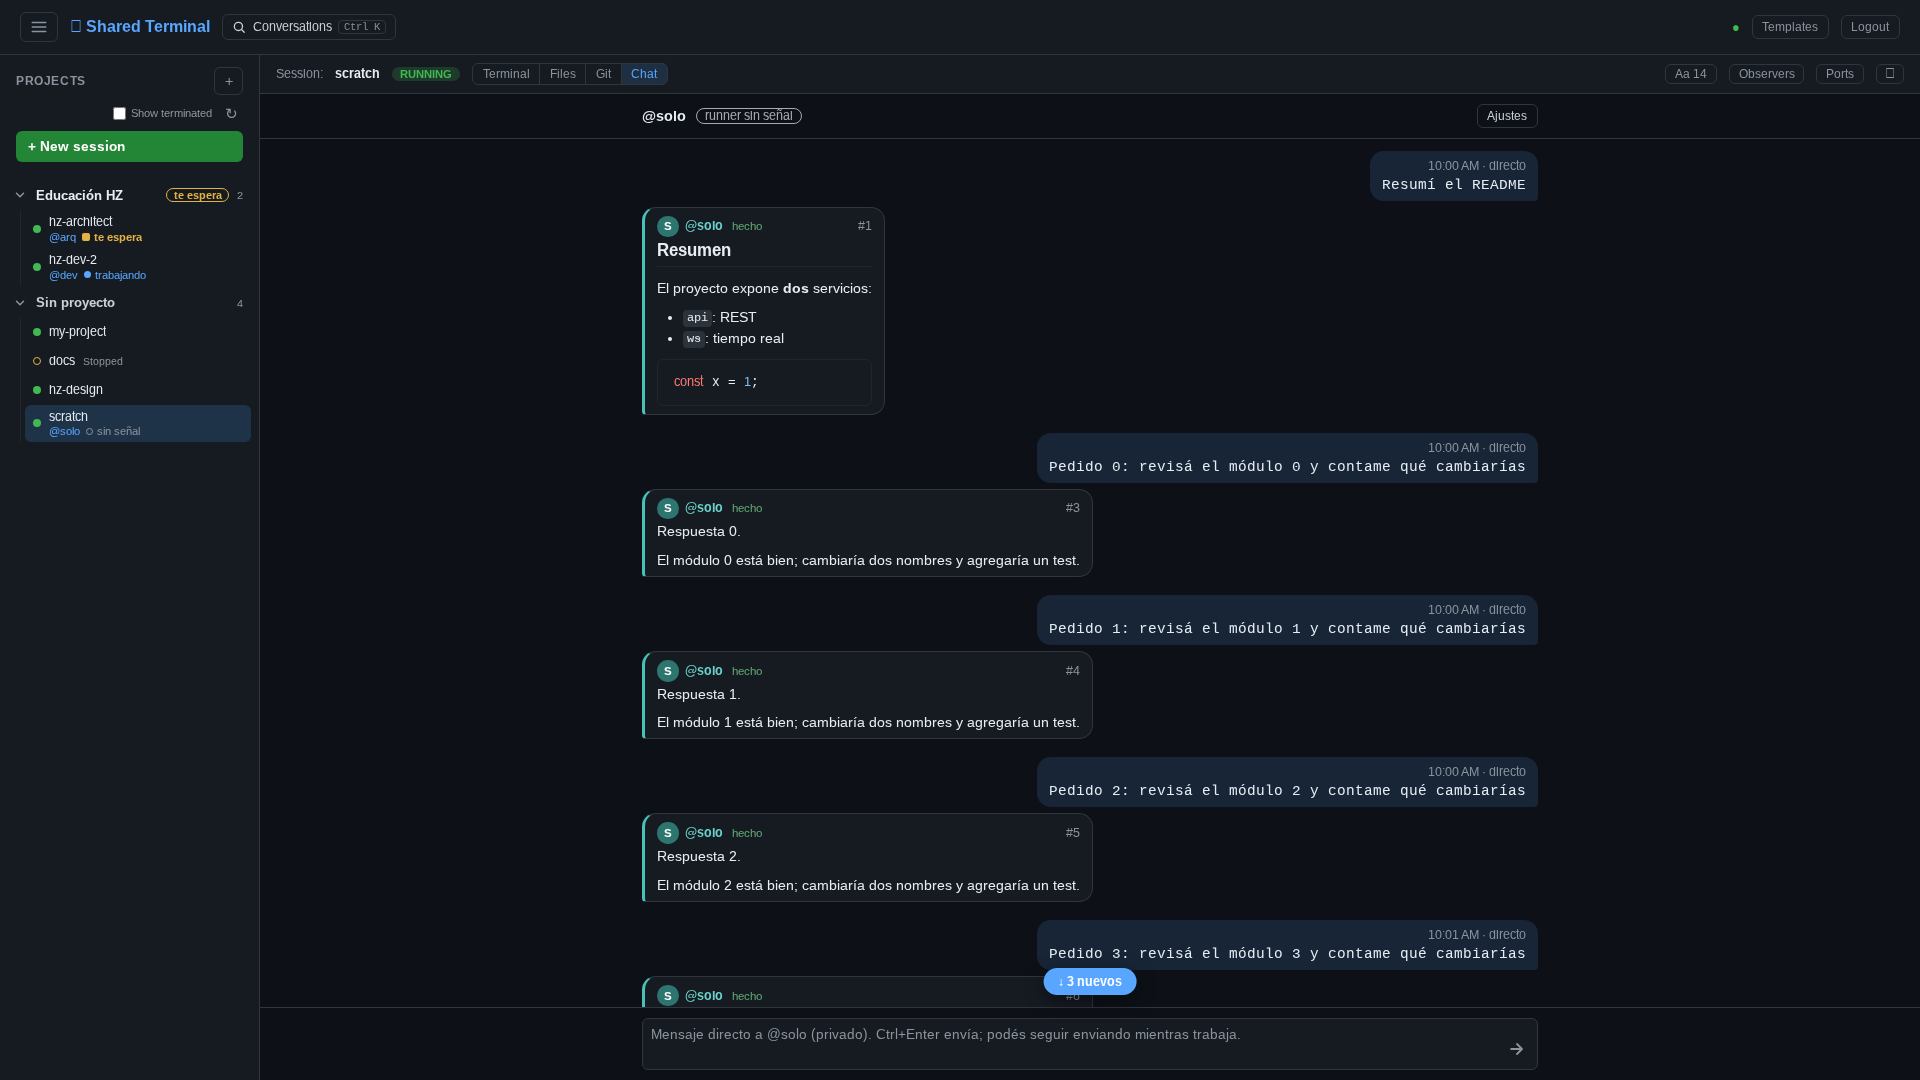 Shared Terminal
Conversations Ctrl K
Templates
Logout
PROJECTS
+
Show terminated ↻
+ New session
Educación HZ te espera 2
hz-architect
@arq te espera
hz-dev-2
@dev trabajando
Sin proyecto 4
my-project
docs Stopped
hz-design
scratch
@solo sin señal
Session: scratch RUNNING Terminal Files Git Chat
Aa 14 Observers Ports
@solo runner sin señal
Ajustes
10:00 AM · directo
Resumí el README
S @solo hecho #1
Resumen
El proyecto expone dos servicios:
• api: REST
• ws: tiempo real
const x = 1;
10:00 AM · directo
Pedido 0: revisá el módulo 0 y contame qué cambiarías
S @solo hecho #3
Respuesta 0.
El módulo 0 está bien; cambiaría dos nombres y agregaría un test.
10:00 AM · directo
Pedido 1: revisá el módulo 1 y contame qué cambiarías
S @solo hecho #4
Respuesta 1.
El módulo 1 está bien; cambiaría dos nombres y agregaría un test.
10:00 AM · directo
Pedido 2: revisá el módulo 2 y contame qué cambiarías
S @solo hecho #5
Respuesta 2.
El módulo 2 está bien; cambiaría dos nombres y agregaría un test.
10:01 AM · directo
Pedido 3: revisá el módulo 3 y contame qué cambiarías
↓ 3 nuevos
S @solo hecho #6
Mensaje directo a @solo (privado). Ctrl+Enter envía; podés seguir enviando mientras trabaja.